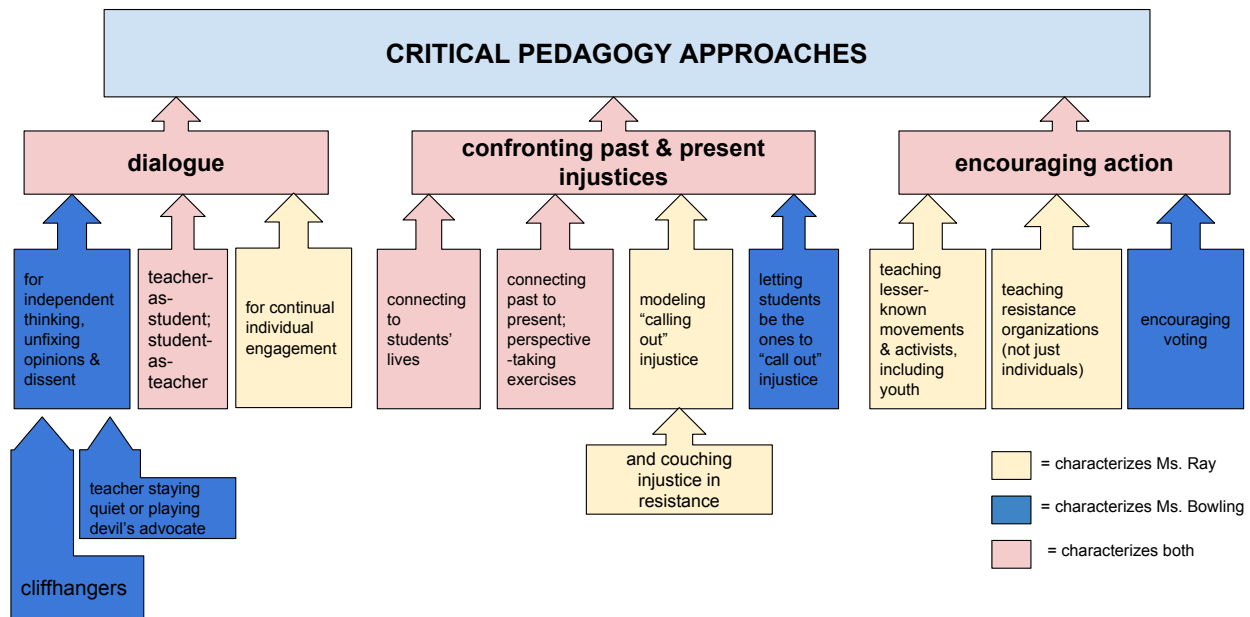 CRITICAL PEDAGOGY APPROACHES
dialogue
confronting past & present
injustices
encouraging action
for
independent
thinking,
unfixing
opinions &
dissent
teacher-
as-
student;
student-
as-
teacher
for continual
individual
engagement
connecting
to
students’
lives
connecting
past to
present;
perspective
-taking
exercises
modeling
“calling
out” injustice
letting
students
be the
ones to
“call out”
injustice
teaching
lesser-
known
movements
& activists,
including
youth
teaching
resistance
organizations
(not just
individuals)
encouraging
voting
and couching
injustice in
resistance
teacher staying
quiet or playing
devil’s advocate
cliffhangers
= characterizes Ms. Ray
= characterizes Ms. Bowling
= characterizes both